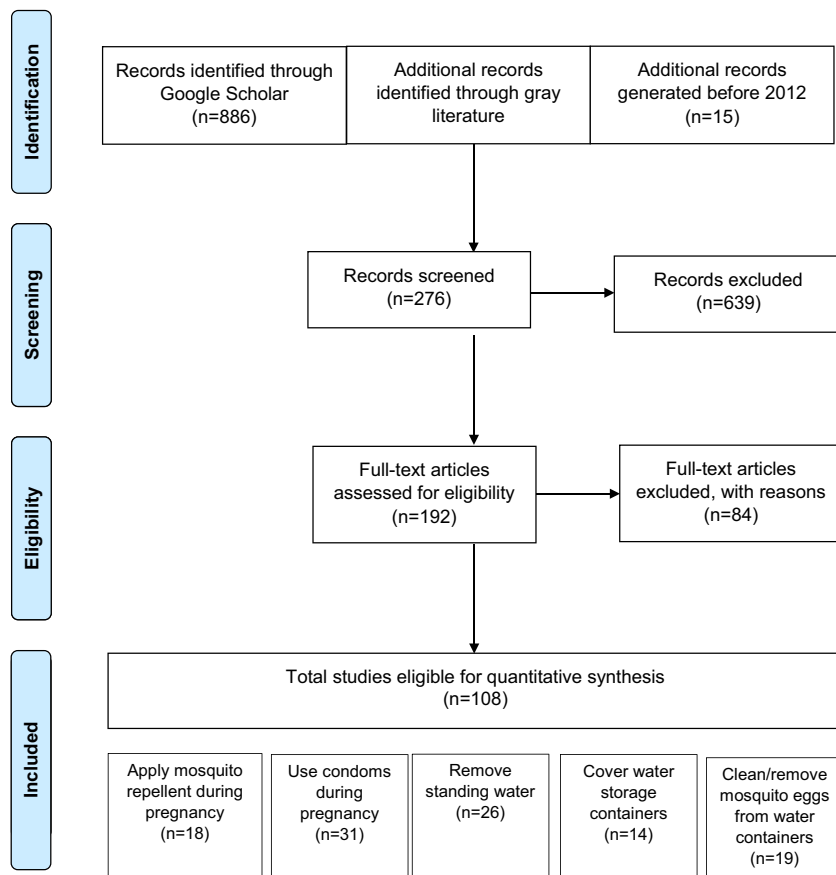 Identification
Records identified through
Google Scholar
(n=886)
Additional records
identified through gray
literature
Additional records
generated before 2012
(n=15)
Screening
Records screened
(n=276)
Records excluded
(n=639)
Eligibility
Full-text articles
assessed for eligibility
(n=192)
Full-text articles
excluded, with reasons
(n=84)
Included
Total studies eligible for quantitative synthesis
(n=108)
Apply mosquito
repellent during
pregnancy
(n=18)
Use condoms
during
pregnancy
(n=31)
Remove
standing water
(n=26)
Cover water
storage
containers
(n=14)
Clean/remove
mosquito eggs
from water
containers
(n=19)